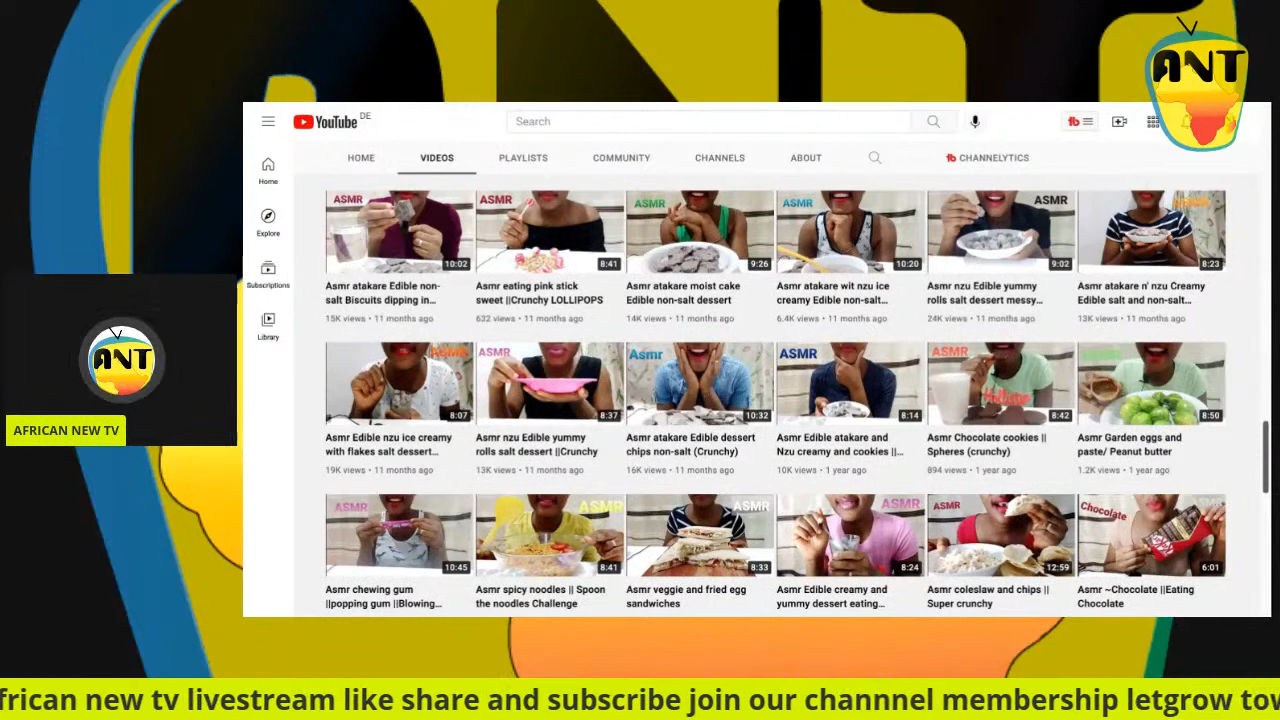 ANT
YouTube DE
Search
HOME
VIDEOS
PLAYLISTS
COMMUNITY
CHANNELS
ABOUT
CHANNELYTICS
Home
Explore
Subscriptions
Library
ASMR
10:02
Asmr atakare Edible non-
salt Biscuits dipping in...
15K views • 11 months ago
ASMR
8:41
Asmr eating pink stick
sweet ||Crunchy LOLLIPOPS
632 views • 11 months ago
ASMR
9:26
Asmr atakare moist cake
Edible non-salt dessert
14K views • 11 months ago
ASMR
10:20
Asmr atakare wit nzu ice
creamy Edible non-salt...
6.4K views • 11 months ago
ASMR
9:02
Asmr nzu Edible yummy
rolls salt dessert messy...
24K views • 11 months ago
ASMR
8:23
Asmr atakare n' nzu Creamy
Edible salt and non-salt...
13K views • 11 months ago
ASMR
8:07
Asmr Edible nzu ice creamy
with flakes salt dessert...
19K views • 11 months ago
ASMR
8:37
Asmr nzu Edible yummy
rolls salt dessert ||Crunchy
13K views • 11 months ago
Asmr
10:32
Asmr atakare Edible dessert
chips non-salt (Crunchy)
16K views • 11 months ago
ASMR
8:14
Asmr Edible atakare and
Nzu creamy and cookies ||...
10K views • 1 year ago
ASMR
Hollister
8:42
Asmr Chocolate cookies ||
Spheres (crunchy)
894 views • 1 year ago
ASMR
8:50
Asmr Garden eggs and
paste/ Peanut butter
1.2K views • 1 year ago
ASMR
10:45
Asmr chewing gum
||popping gum ||Blowing...
ASMR
8:41
Asmr spicy noodles || Spoon
the noodles Challenge
ASMR
8:33
Asmr veggie and fried egg
sandwiches
ASMR
8:24
Asmr Edible creamy and
yummy dessert eating...
ASMR
12:59
Asmr coleslaw and chips ||
Super crunchy
Chocolate
ASMR
6:01
Asmr ~Chocolate ||Eating
Chocolate
ANT
AFRICAN NEW TV
frican new tv livestream like share and subscribe join our channnel membership letgrow tov